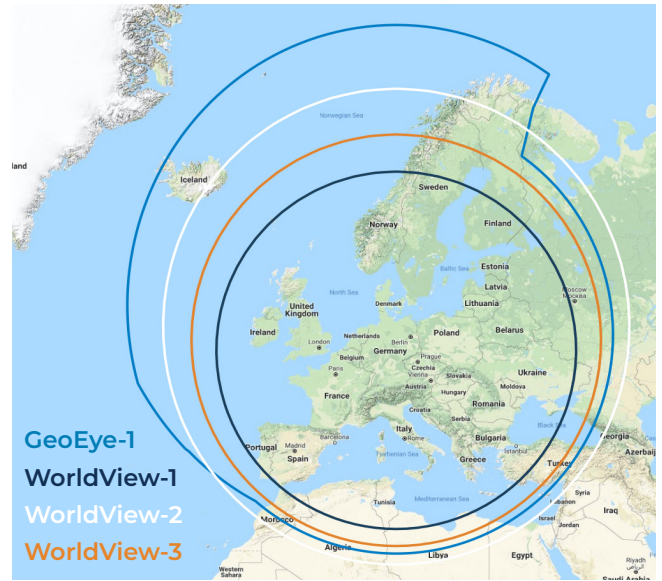 land
Iceland
Norwegian Sea
Sweden
Norway
Finland
Baltic Sea
Estonia
Latvia
Moscow
Москва
North Sea
United
Kingdom
Denmark
Lithuania
Ireland
London
Netherlands
Berlin
Poland
Belarus
Belgium
Germany
Prague
Paris
Czechia
Vienna
Slovakia
Ukraine
Austria
Hungary
Moldova
France
Croatia
Romania
Serbia
Italy
Rome
Bulgaria
Black Sea
Georgia
Barcelona
Portugal
Madrid
Spain
Tyrrhenian Sea
Greece
İstanbul
Turkey
Azerbaij
Tunisia
Mediterranean Sea
Syria
Lebanon
Iraq
Israel
Jordan
Morocco
Algeria
Libya
Egypt
Western
Sahara
Riyadh
الرياض
Saudi Arabia
GeoEye-1
WorldView-1
WorldView-2
WorldView-3